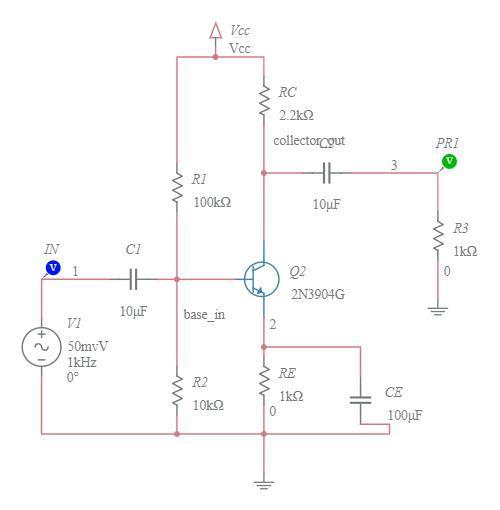 Vcc
Vcc
RC
2.2kΩ
collector_out
C2
PR1
V
3
R1
100kΩ
10µF
R3
1kΩ
0
IN
V
1
C1
10µF
base_in
Q2
2N3904G
2
V1
50mvV
1kHz
0°
R2
10kΩ
RE
1kΩ
0
CE
100µF